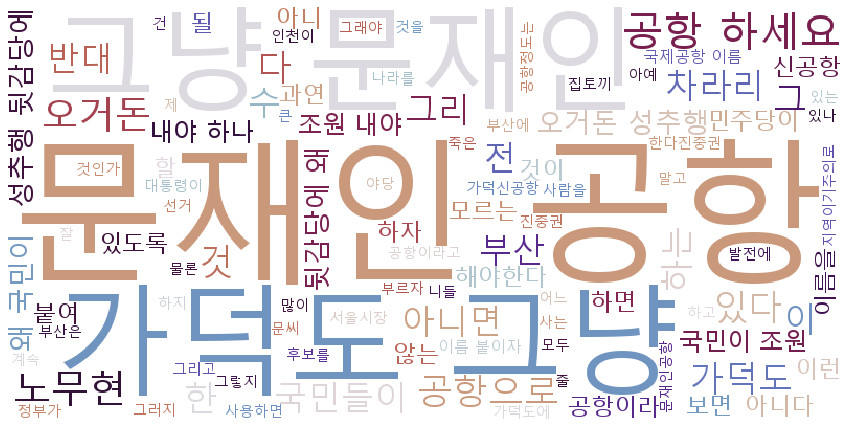 그냥 문재인 공항 하세요
건 될 아니 그래야 것을
인천이 나라를
반대 다 과연 공항정도는 집토끼
국제공항 이름 신공항
아예 차라리
오거돈 수 제 큰 그리 그 있는
내야 하나 조원 내야 부산에 오거돈 성추행 민주당이 있나
성추행 뒷감당에
문재인 공항
뒷감당에 왜
것인가 할 야당 죽은 전 것이 한다진중권
대통령이 선거 가덕신공항 사람을 말고
모르는 진중권
잘 있도록 하자 부산 하는 발전에 지역이기주의로
물론 것 공항이라고 해야한다 이름을
왜 국민이
가덕도 그냥
붙여 하지 많이 부르자 니들 아니면 어느 하면 있다 하고 이
부산은 문씨 서울시장 사는 국민이 조원
계속 그리고 후보를 않는 이름 붙이자 모두 문재인공항 가덕도 이런
노무현 그렇지 한 국민들이 공항으로 줄
정부가 그러지 사용하면 가덕도에 공항이라 보면 아니다